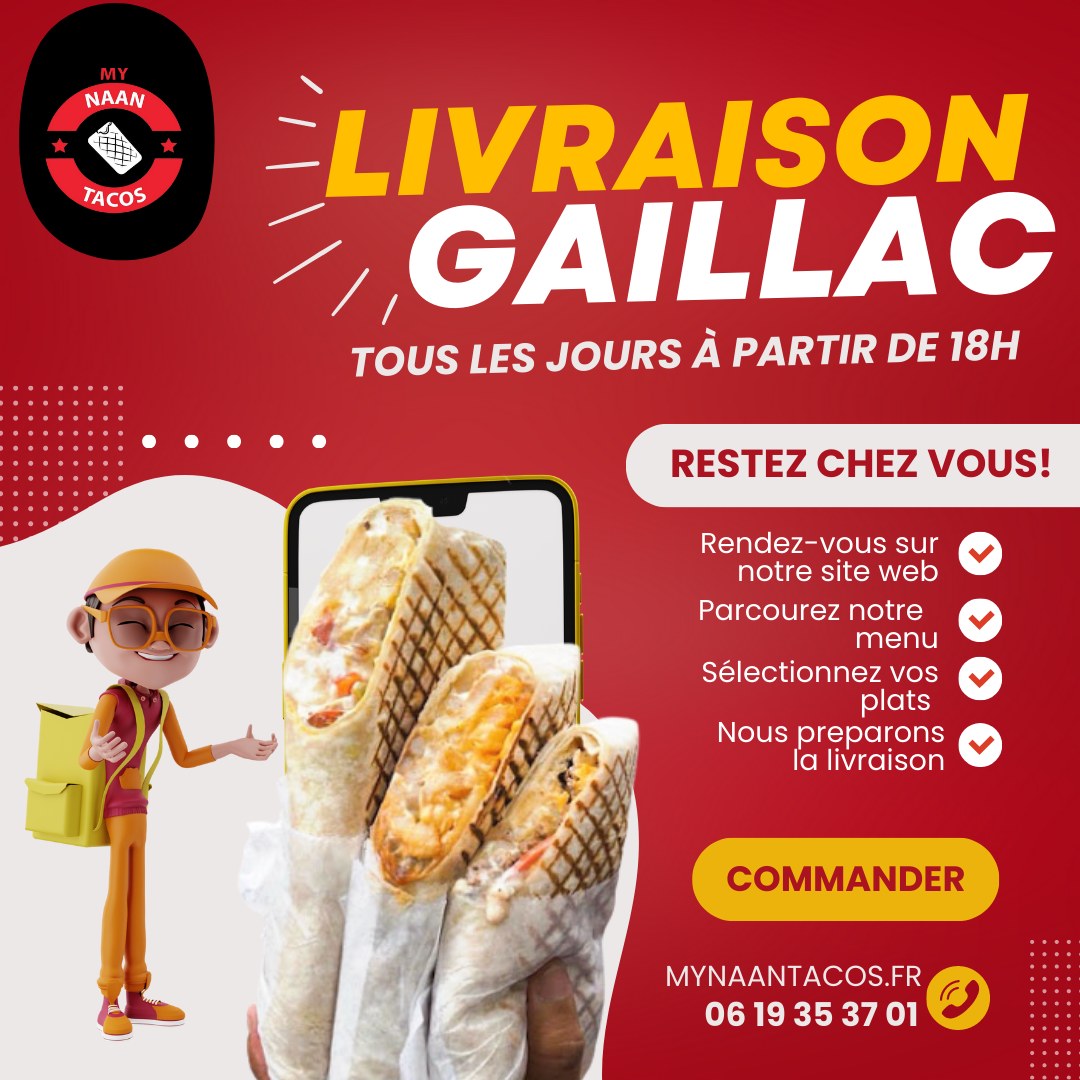 MY
NAAN
TACOS
LIVRAISON
GAILLAC
TOUS LES JOURS À PARTIR DE 18H
RESTEZ CHEZ VOUS!
Rendez-vous sur
notre site web
Parcourez notre
menu
Sélectionnez vos
plats
Nous preparons
la livraison
COMMANDER
MYNAANTACOS.FR
06 19 35 37 01